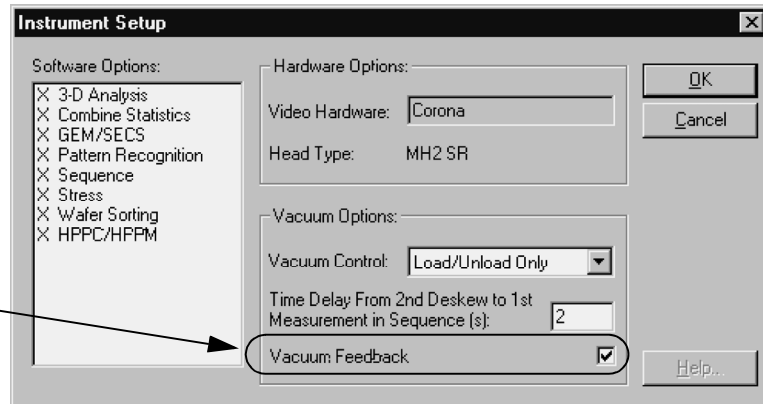 Instrument Setup
Software Options:
X 3-D Analysis
X Combine Statistics
X GEM/SECS
X Pattern Recognition
X Sequence
X Stress
X Wafer Sorting
X HPPC/HFPM
Hardware Options:
Video Hardware: Corona
Head Type: MH2 SR
Vacuum Options:
Vacuum Control: Load/Unload Only
Time Delay From 2nd Deskew to 1st
Measurement in Sequence (s): 2
Vacuum Feedback
OK
Cancel
Help...